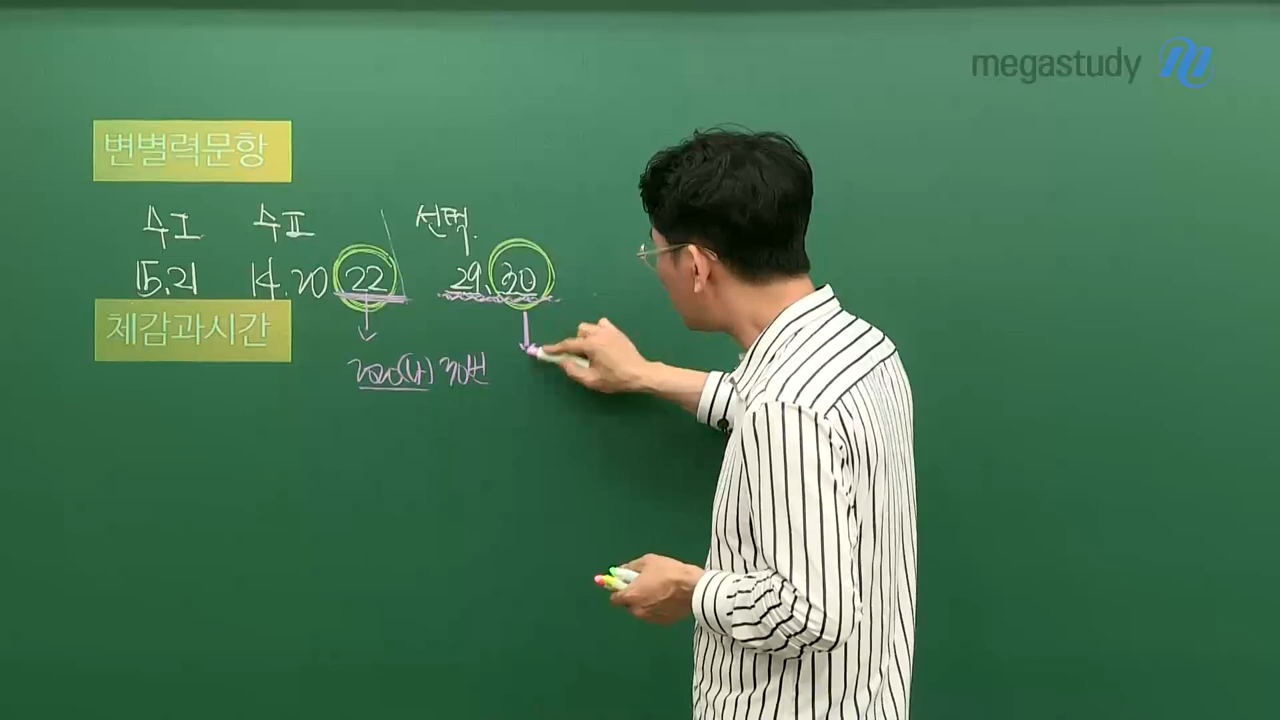 megastudy
변별력문항
수I 수II 선택.
15.21 14.20 22 29.30
체감과시간
2020(나) 30번